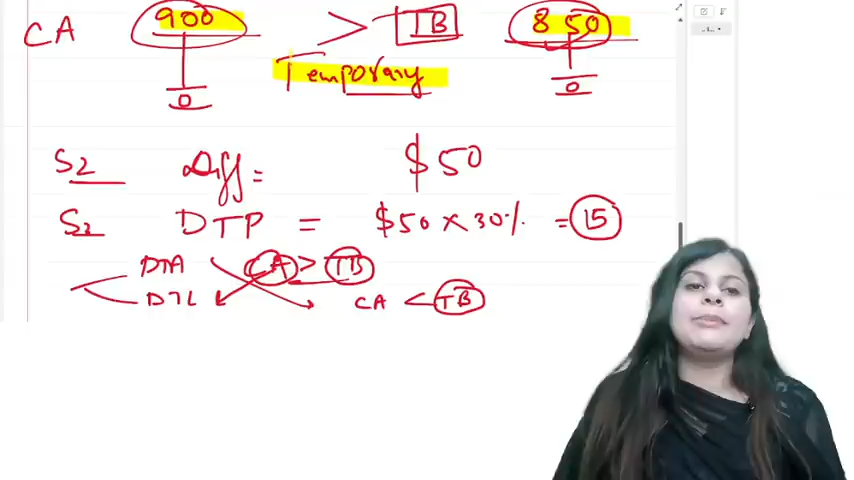 CA 900 > TB 850
Temporary
0 0
S2 Diff = $50
S3 DTP = $50 × 30% = 15
DTA CA > TB
DTL CA < TB